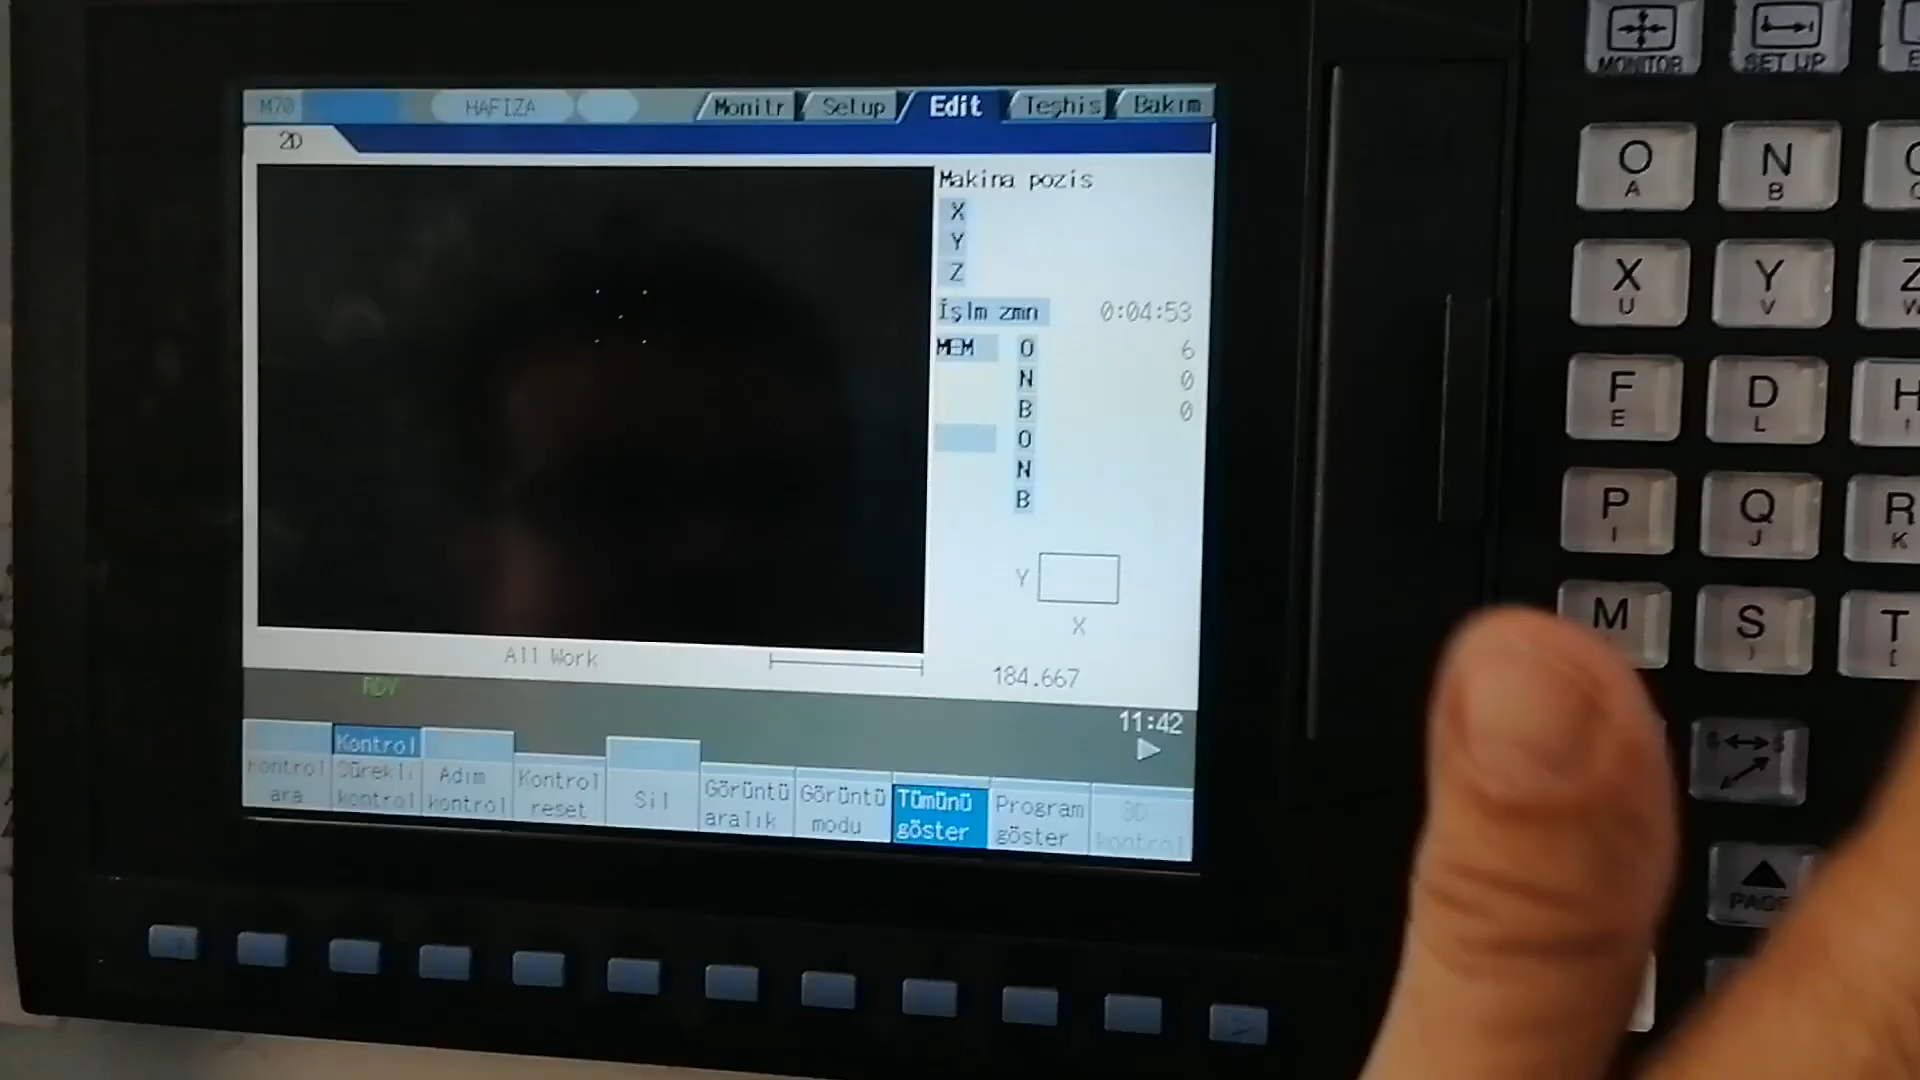 M70 HAFIZA Monitr Setup Edit Teşhis Bakım
2D
Makina pozis
X
Y
Z
İşlm zmn 0:04:53
MEM O 6
N 0
B 0
O
N
B
Y
X
All Work
184.667
RDY
11:42
Kontrol
Kontrol ara
Sürekli kontrol
Adım kontrol
Kontrol reset
Sil
Görüntü aralık
Görüntü modu
Tümünü göster
Program göster
3D kontrol
MONITOR
SET UP
O A
N B
X U
Y V
Z W
F E
D L
H
P I
Q J
R K
M
S )
T [
PAGE